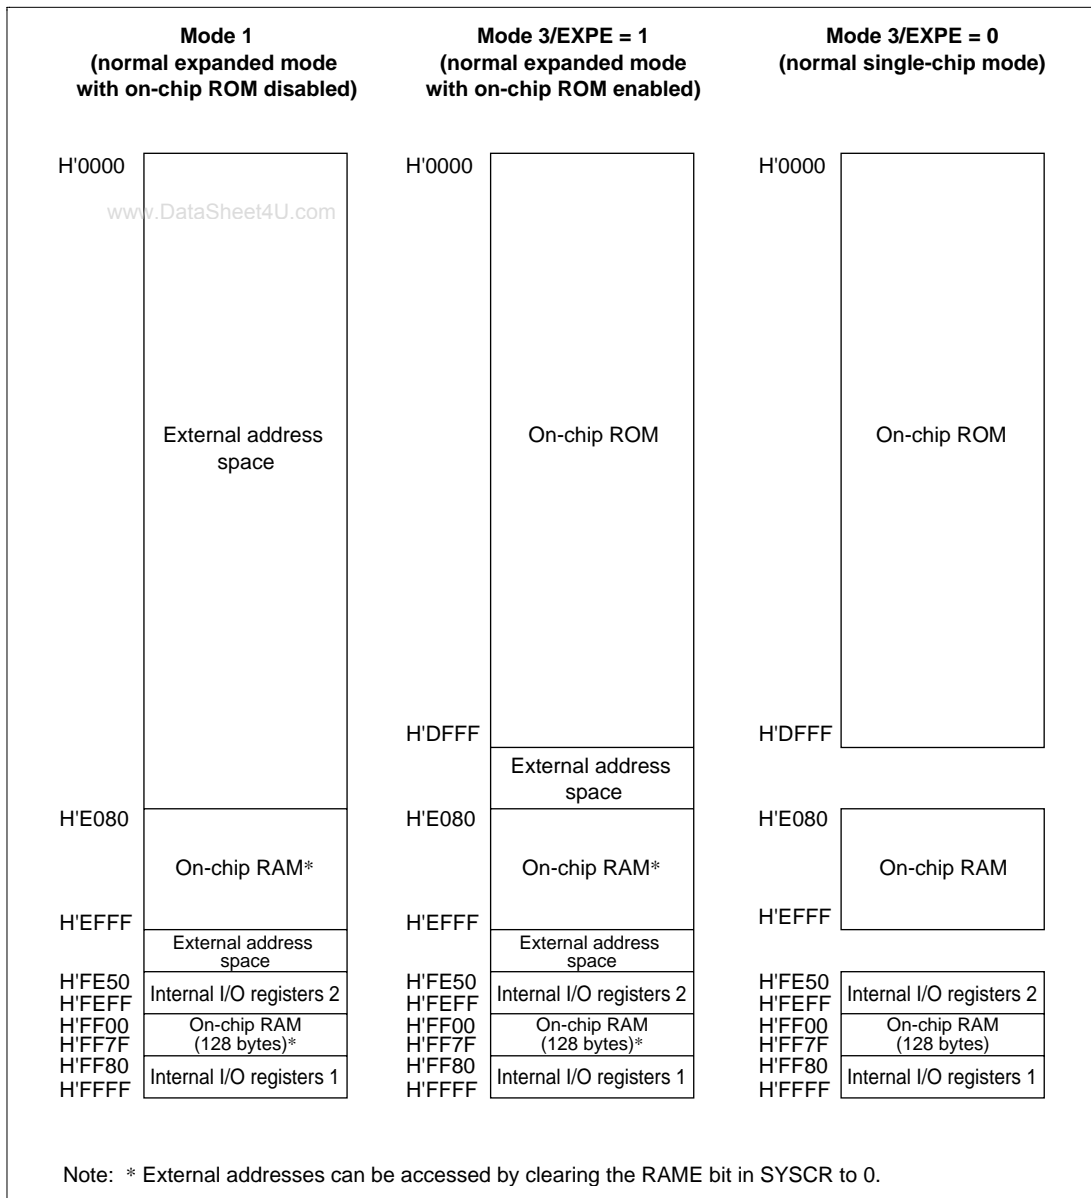 Mode 1
(normal expanded mode
with on-chip ROM disabled)
H'0000
www.DataSheet4U.com
External address
space
H'E080
On-chip RAM*
H'EFFF
External address
space
H'FE50
Internal I/O registers 2
H'FEFF
H'FF00
On-chip RAM
(128 bytes)*
H'FF7F
H'FF80
Internal I/O registers 1
H'FFFF
Mode 3/EXPE = 1
(normal expanded mode
with on-chip ROM enabled)
H'0000
On-chip ROM
H'DFFF
External address
space
H'E080
On-chip RAM*
H'EFFF
External address
space
H'FE50
Internal I/O registers 2
H'FEFF
H'FF00
On-chip RAM
(128 bytes)*
H'FF7F
H'FF80
Internal I/O registers 1
H'FFFF
Mode 3/EXPE = 0
(normal single-chip mode)
H'0000
On-chip ROM
H'DFFF
H'E080
On-chip RAM
H'EFFF
H'FE50
Internal I/O registers 2
H'FEFF
H'FF00
On-chip RAM
(128 bytes)
H'FF7F
H'FF80
Internal I/O registers 1
H'FFFF
Note: * External addresses can be accessed by clearing the RAME bit in SYSCR to 0.